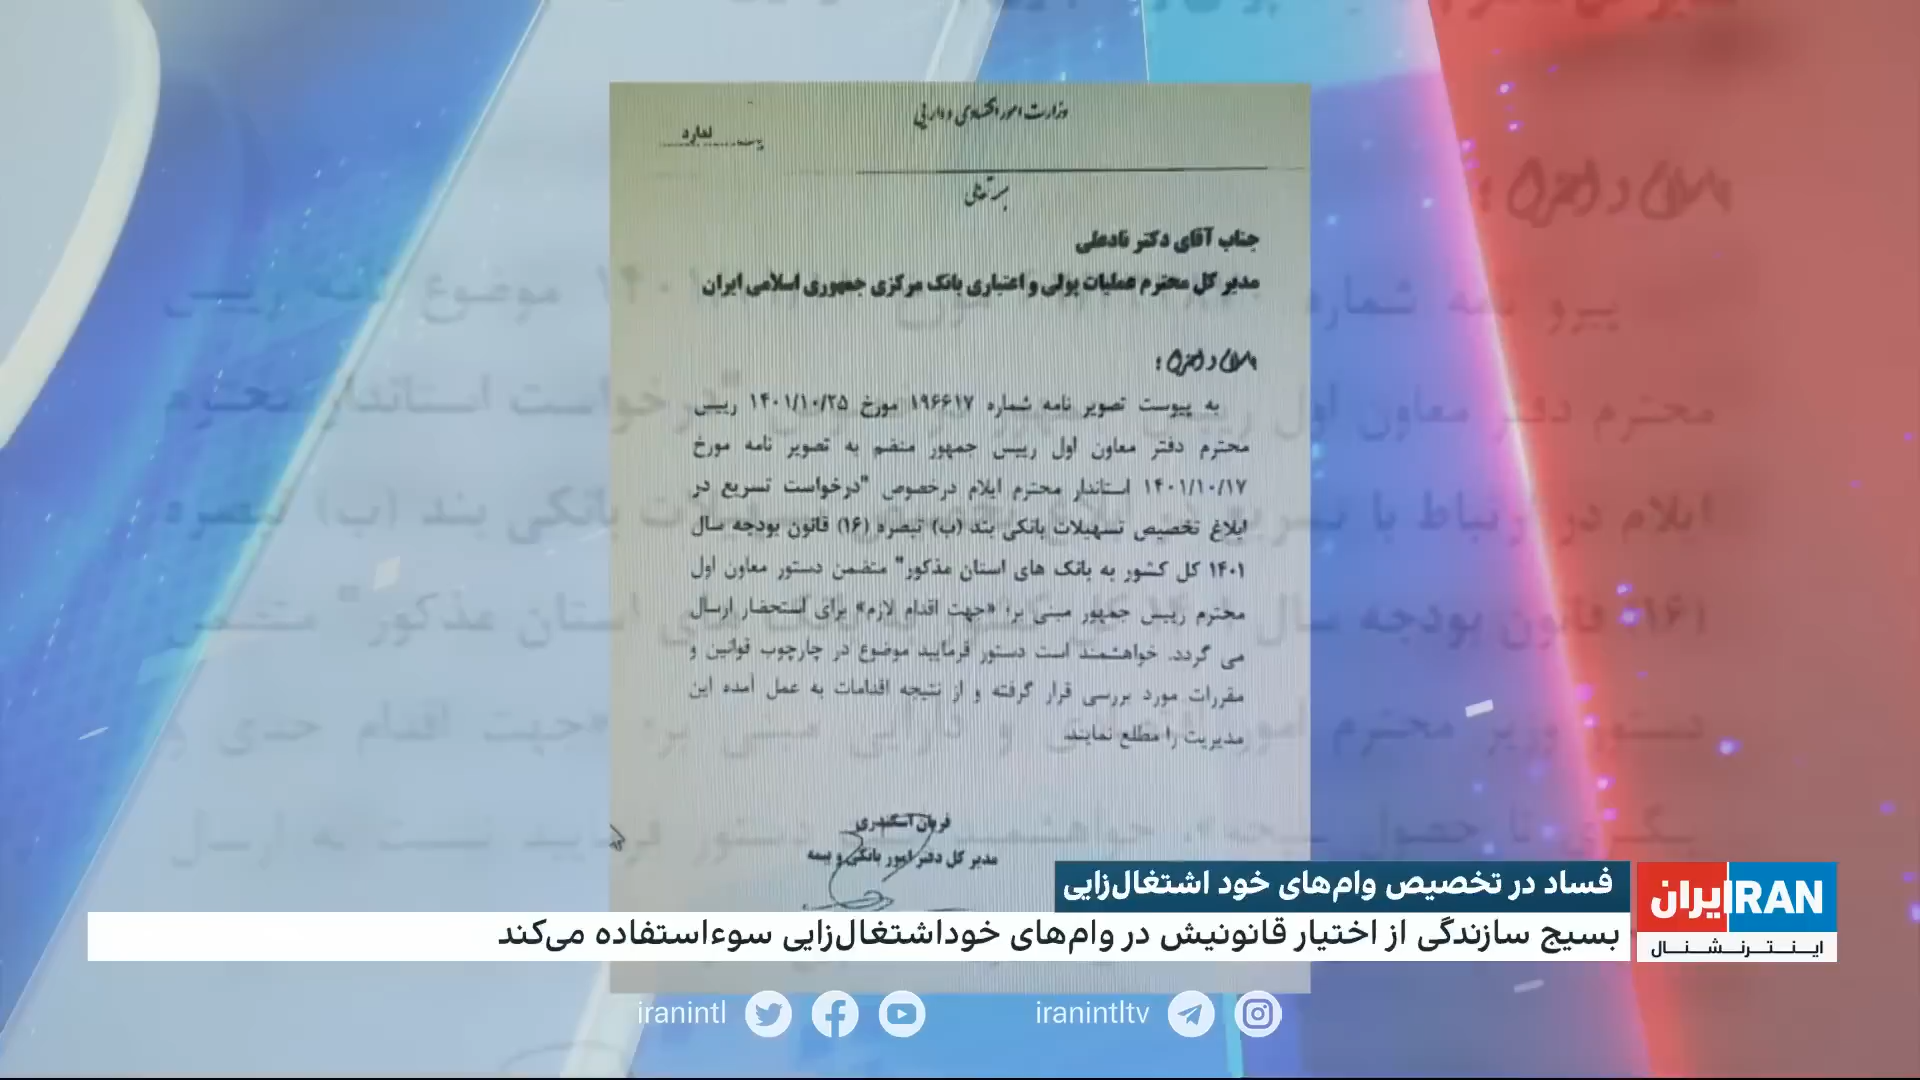 وزارت امور اقتصادی و دارایی
پیوست ندارد
بسمه تعالی
جناب آقای دکتر نادعلی
مدیر کل محترم عملیات پولی و اعتباری بانک مرکزی جمهوری اسلامی ایران
با سلام و احترام ؛
به پیوست تصویر نامه شماره ۱۹۶۶۱۷ مورخ ۱۴۰۱/۱۰/۲۵ رییس
محترم دفتر معاون اول رییس جمهور منضم به تصویر نامه مورخ
۱۴۰۱/۱۰/۱۷ استاندار محترم ایلام درخصوص "درخواست تسریع در
ابلاغ تخصیص تسهیلات بانکی بند (ب) تبصره (۱۶) قانون بودجه سال
۱۴۰۱ کل کشور به بانک های استان مذکور" متضمن دستور معاون اول
محترم رییس جمهور مبنی بر؛ «جهت اقدام لازم» برای استحضار ارسال
می گردد. خواهشمند است دستور فرمایید موضوع در چارچوب قوانین و
مقررات مورد بررسی قرار گرفته و از نتیجه اقدامات به عمل آمده این
مدیریت را مطلع نمایند.
قربان اسکندری
مدیر کل دفتر امور بانکی و بیمه
فساد در تخصیص وام‌های خود اشتغال‌زایی
بسیج سازندگی از اختیار قانونیش در وام‌های خوداشتغال‌زایی سوءاستفاده می‌کند
ایران IRAN
اینترنشنال
iranintl
iranintltv